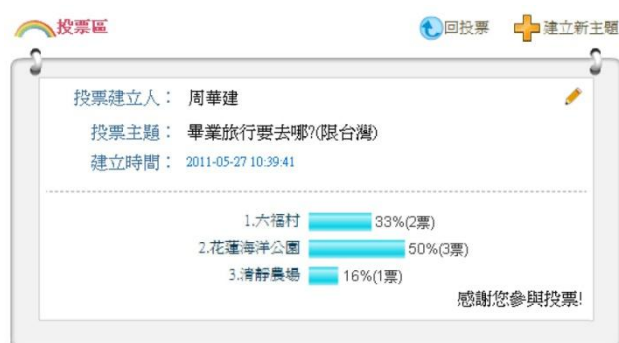 投票區 回投票 建立新主題
投票建立人： 周華建
投票主題： 畢業旅行要去哪?(限台灣)
建立時間： 2011-05-27 10:39:41
1.六福村 33%(2票)
2.花蓮海洋公園 50%(3票)
3.清靜農場 16%(1票)
感謝您參與投票!